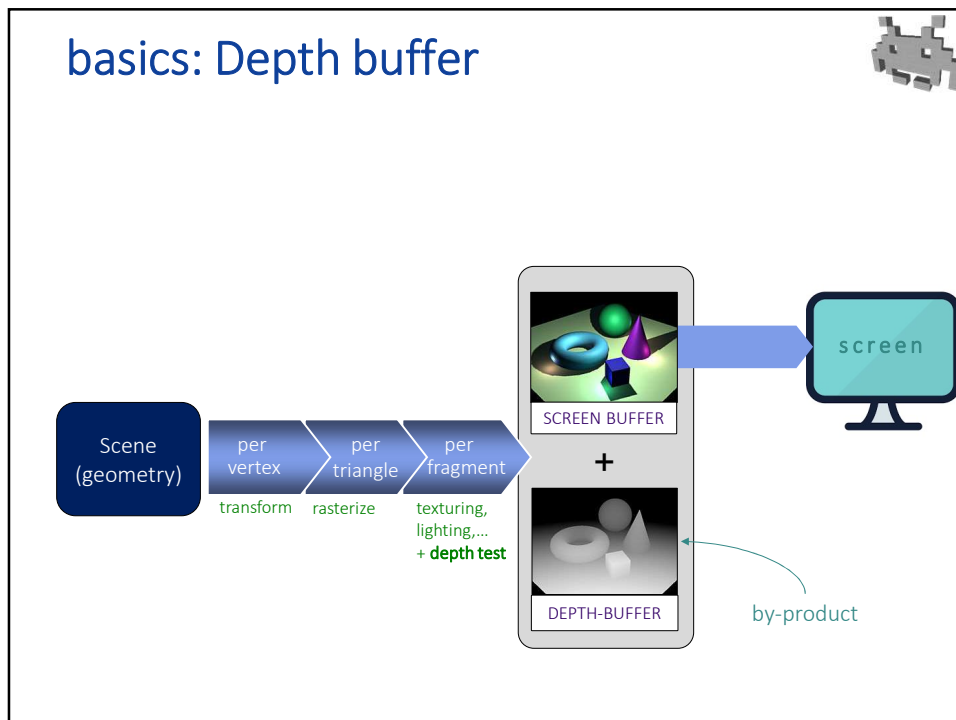 basics: Depth buffer
screen
SCREEN BUFFER
+
Scene
(geometry)
per
vertex
per
triangle
per
fragment
transform
rasterize
texturing,
lighting,...
+ depth test
DEPTH-BUFFER
by-product